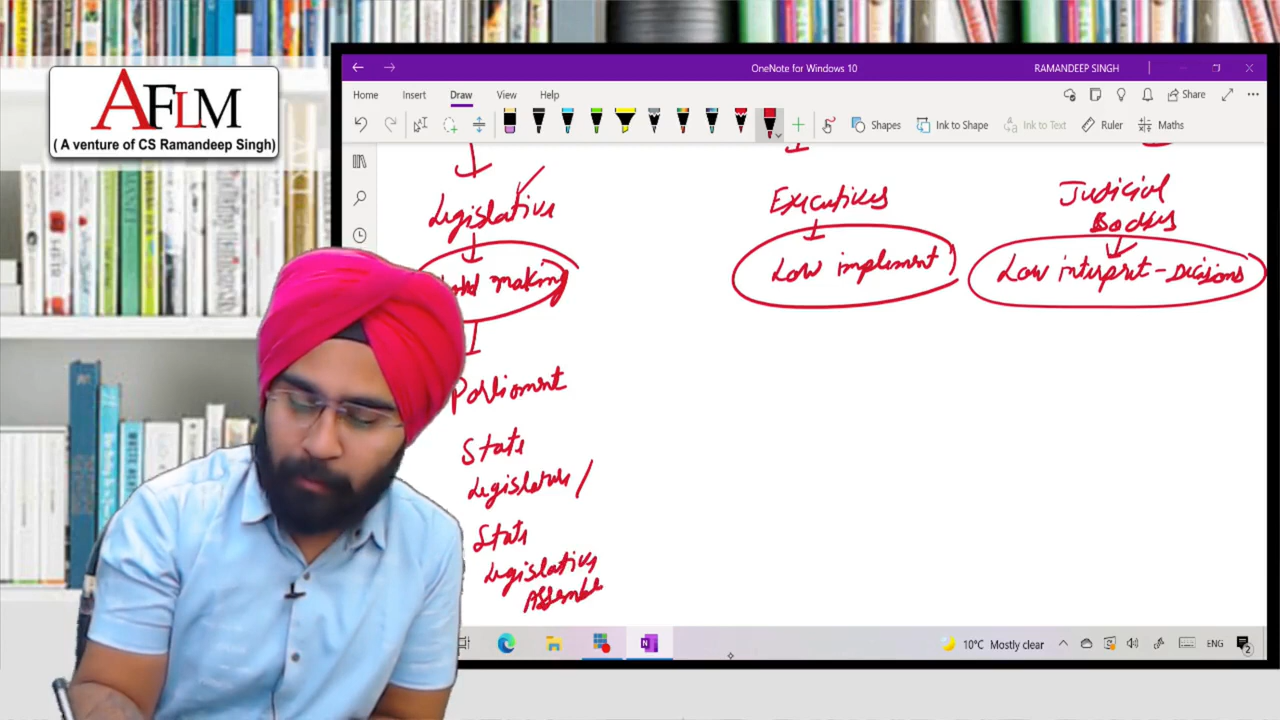 AFLM
( A venture of CS Ramandeep Singh)
OneNote for Windows 10
RAMANDEEP SINGH
Home
Insert
Draw
View
Help
Share
Shapes
Ink to Shape
Ink to Text
Ruler
Maths
Legislative
making
Parliament
State
Legislature /
State
Legislative
Assemb
Executives
Law implement
Judicial
Bodies
Law interpret - Decisions
10°C Mostly clear
ENG
2